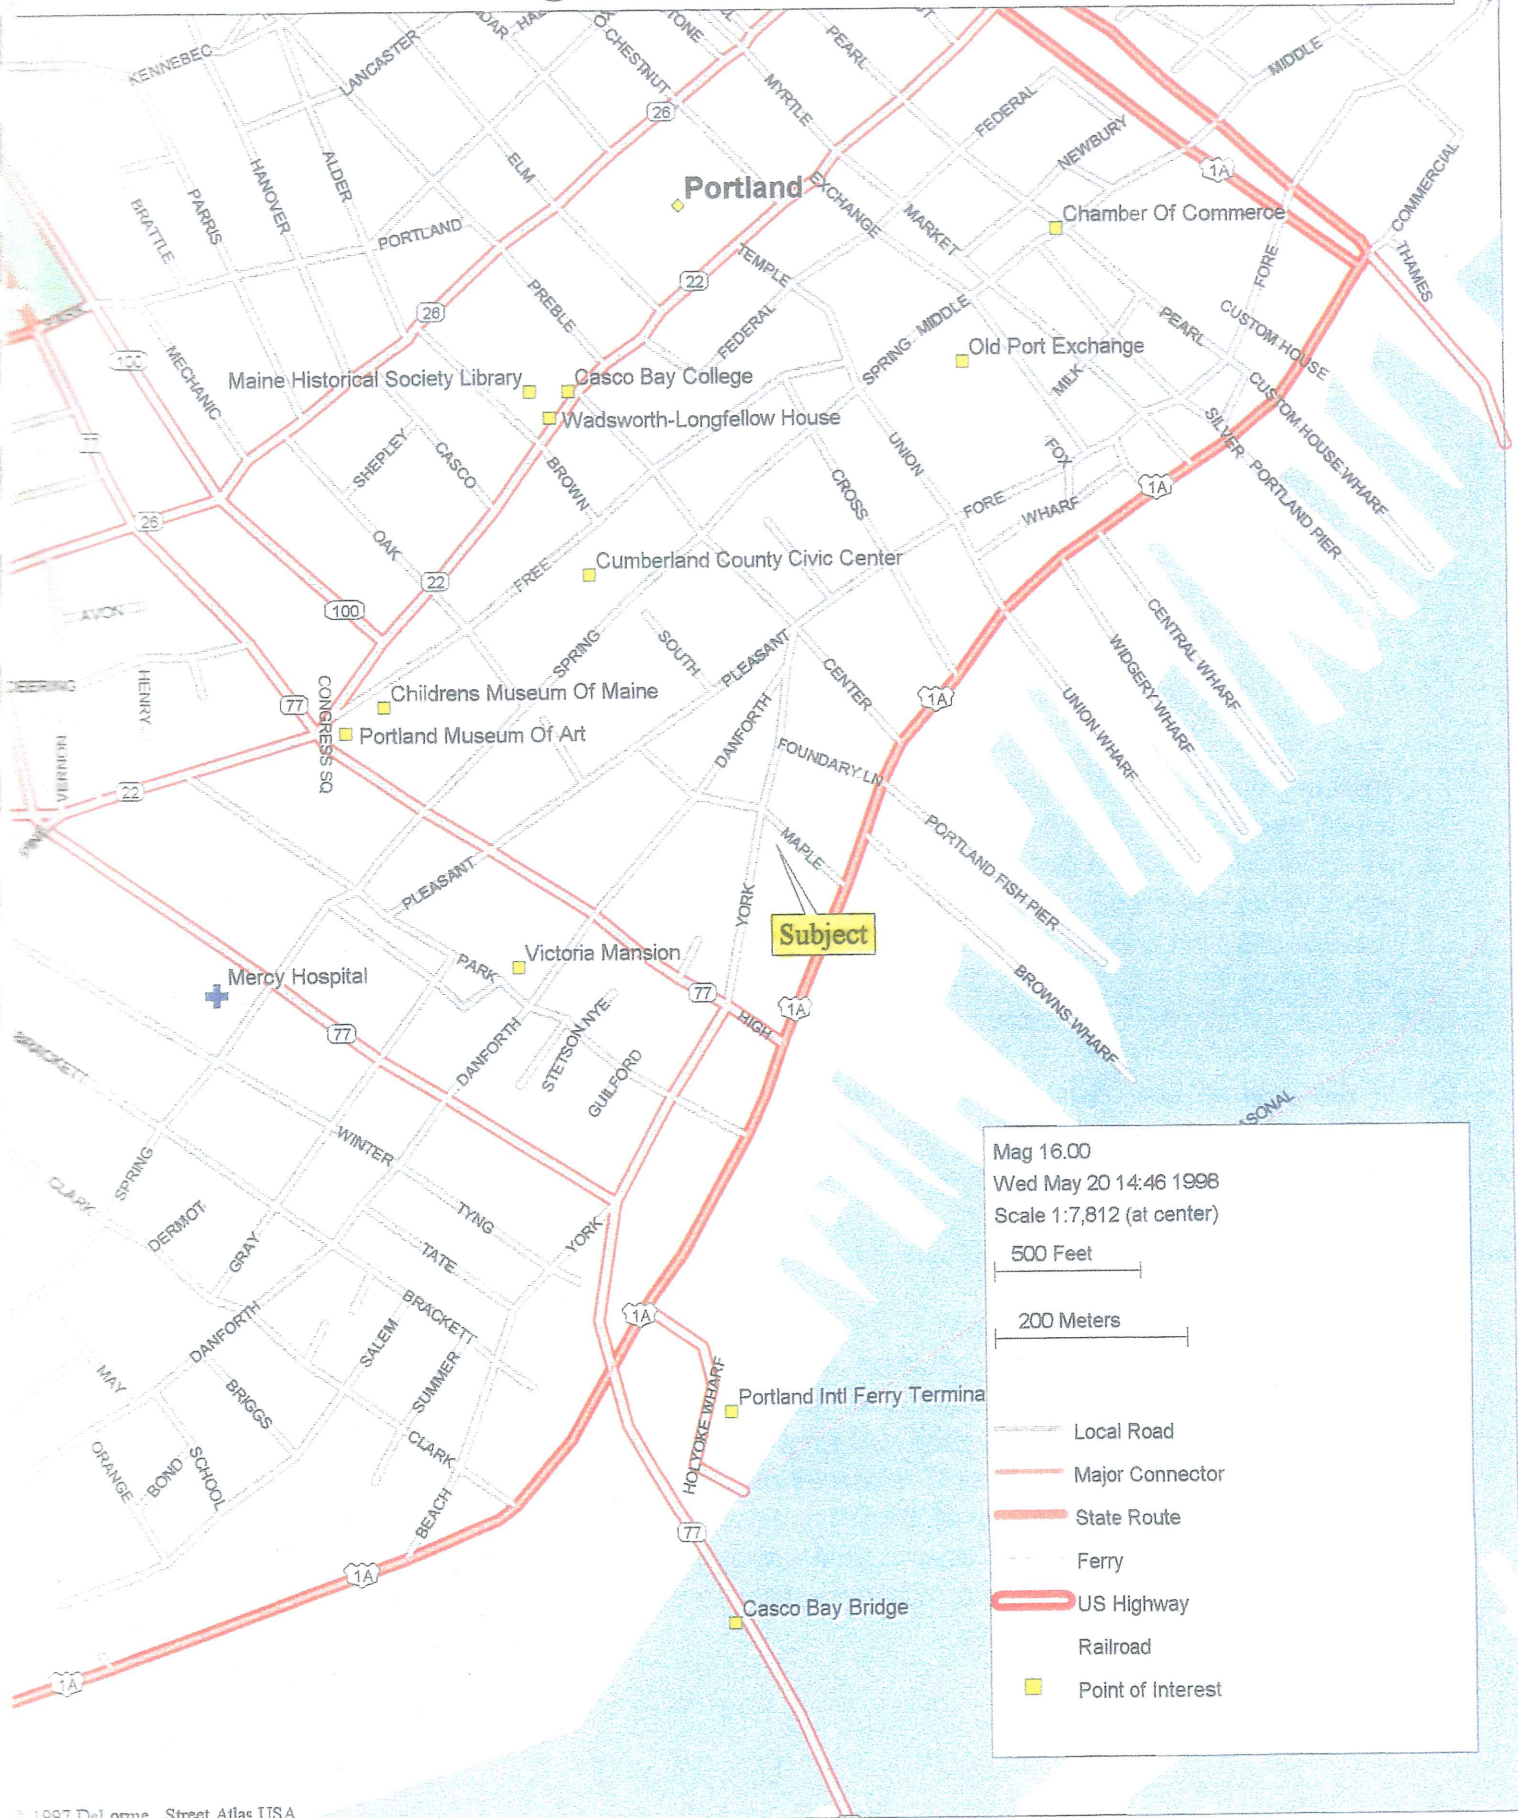 KENNEBEC
LANCASTER
CHESTNUT
PEARL
MIDDLE
MYRTLE
FEDERAL
NEWBURY
26
ELM
ALDER
HANOVER
PARRIS
BRATTLE
Portland
EXCHANGE
MARKET
1A
Chamber Of Commerce
COMMERCIAL
THAMES
PORTLAND
TEMPLE
22
FORE
PREBLE
26
FEDERAL
SPRING
MIDDLE
PEARL
CUSTOM HOUSE
Old Port Exchange
100
MECHANIC
Maine Historical Society Library
Casco Bay College
MILK
CUSTOM HOUSE WHARF
Wadsworth-Longfellow House
SHEPLEY
CASCO
BROWN
UNION
CROSS
FOX
SILVER
PORTLAND PIER
1A
FORE
WHARF
26
OAK
22
FREE
Cumberland County Civic Center
AVON
100
SPRING
SOUTH
PLEASANT
CENTER
CENTRAL WHARF
WIDGERY WHARF
UNION WHARF
DEERING
HENRY
77
CONGRESS SQ
Childrens Museum Of Maine
1A
Portland Museum Of Art
DANFORTH
FOUNDARY LN
VERNON
22
MAPLE
PORTLAND FISH PIER
PLEASANT
YORK
Subject
Victoria Mansion
PARK
Mercy Hospital
77
77
HIGH
1A
BROWNS WHARF
STETSON
NYE
GUILFORD
DANFORTH
BRACKETT
WINTER
SPRING
CLARK
DERMOT
GRAY
TYNG
TATE
YORK
ASONAL
BRACKETT
1A
DANFORTH
SALEM
SUMMER
MAY
BRIGGS
HOLYOKE WHARF
Portland Intl Ferry Termina
ORANGE
BOND
SCHOOL
CLARK
BEACH
77
1A
Casco Bay Bridge
1A
Mag 16.00
Wed May 20 14:46 1998
Scale 1:7,812 (at center)
500 Feet
200 Meters
Local Road
Major Connector
State Route
Ferry
US Highway
Railroad
Point of Interest
1997 DeLorme Street Atlas USA